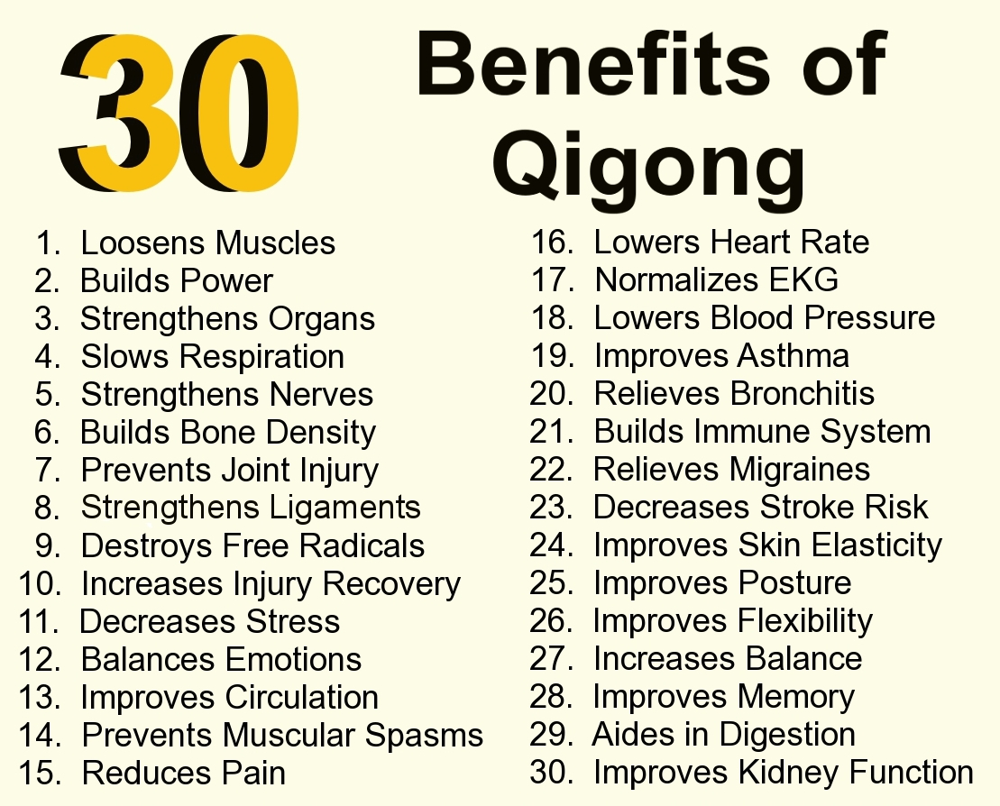 30
Benefits of
Qigong
1. Loosens Muscles
2. Builds Power
3. Strengthens Organs
4. Slows Respiration
5. Strengthens Nerves
6. Builds Bone Density
7. Prevents Joint Injury
8. Strengthens Ligaments
9. Destroys Free Radicals
10. Increases Injury Recovery
11. Decreases Stress
12. Balances Emotions
13. Improves Circulation
14. Prevents Muscular Spasms
15. Reduces Pain
16. Lowers Heart Rate
17. Normalizes EKG
18. Lowers Blood Pressure
19. Improves Asthma
20. Relieves Bronchitis
21. Builds Immune System
22. Relieves Migraines
23. Decreases Stroke Risk
24. Improves Skin Elasticity
25. Improves Posture
26. Improves Flexibility
27. Increases Balance
28. Improves Memory
29. Aides in Digestion
30. Improves Kidney Function